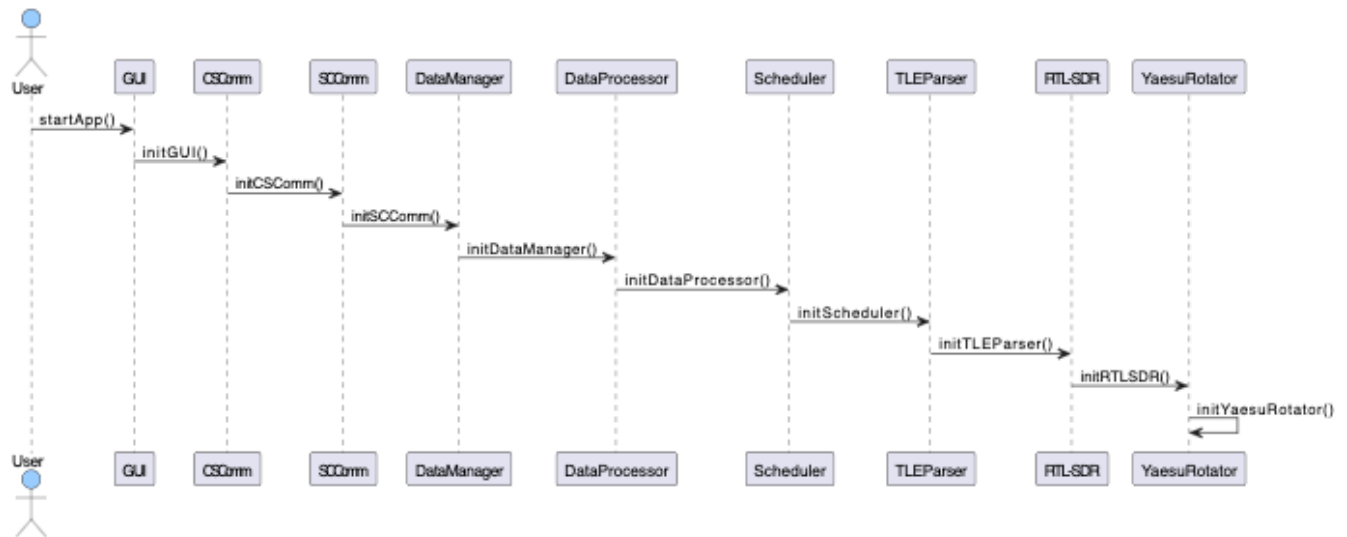 User
GUI
CSComm
SCComm
DataManager
DataProcessor
Scheduler
TLEParser
RTL-SDR
YaesuRotator
startApp()
initGUI()
initCSComm()
initSCComm()
initDataManager()
initDataProcessor()
initScheduler()
initTLEParser()
initRTLSDR()
initYaesuRotator()
User
GUI
CSComm
SCComm
DataManager
DataProcessor
Scheduler
TLEParser
RTL-SDR
YaesuRotator